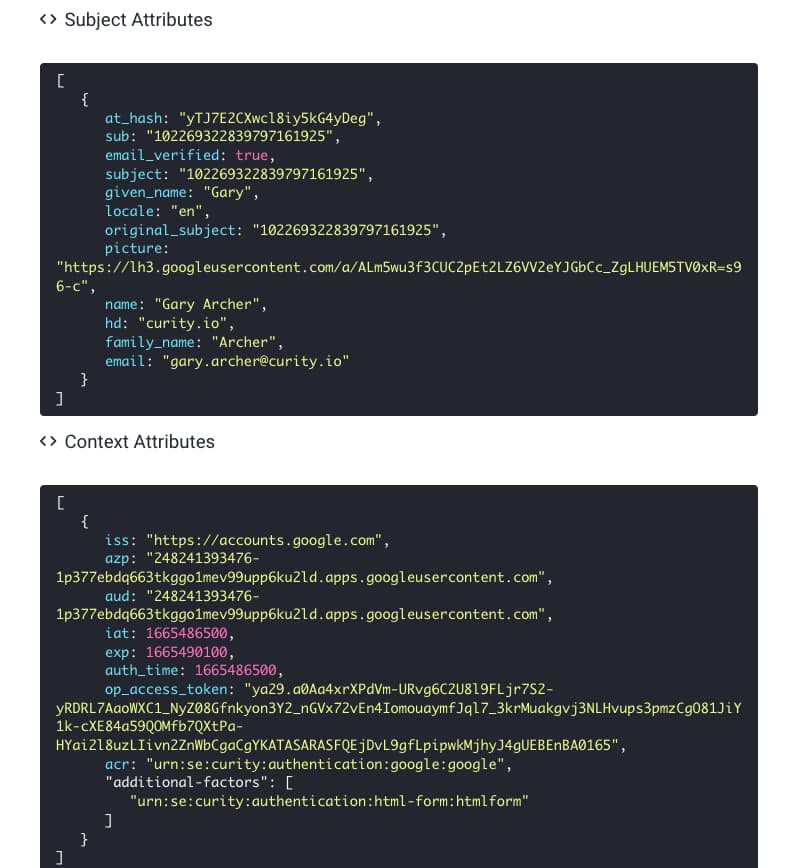 <> Subject Attributes
[
{
at_hash: "yTJ7E2CXwcl8iy5kG4yDeg",
sub: "102269322839797161925",
email_verified: true,
subject: "102269322839797161925",
given_name: "Gary",
locale: "en",
original_subject: "102269322839797161925",
picture:
"https://lh3.googleusercontent.com/a/ALm5wu3f3CUC2pEt2LZ6VV2eYJGbCc_ZgLHUEM5TV0xR=s9
6-c",
name: "Gary Archer",
hd: "curity.io",
family_name: "Archer",
email: "gary.archer@curity.io"
}
]
<> Context Attributes
[
{
iss: "https://accounts.google.com",
azp: "248241393476-
1p377ebdq663tkggo1mev99upp6ku2ld.apps.googleusercontent.com",
aud: "248241393476-
1p377ebdq663tkggo1mev99upp6ku2ld.apps.googleusercontent.com",
iat: 1665486500,
exp: 1665490100,
auth_time: 1665486500,
op_access_token: "ya29.a0Aa4xrXPdVm-URvg6C2U8l9FLjr7S2-
yRDRL7AaoWXC1_NyZ08Gfnkyon3Y2_nGVx72vEn4IomouaymfJql7_3krMuakgvj3NLHvups3pmzCgO81JiY
1k-cXE84a59QOMfb7QXtPa-
HYai2l8uzLIivn2ZnWbCgaCgYKATASARASFQEjDvL9gfLpipwkMjhyJ4gUEBEnBA0165",
acr: "urn:se:curity:authentication:google:google",
"additional-factors": [
"urn:se:curity:authentication:html-form:htmlform"
]
}
]